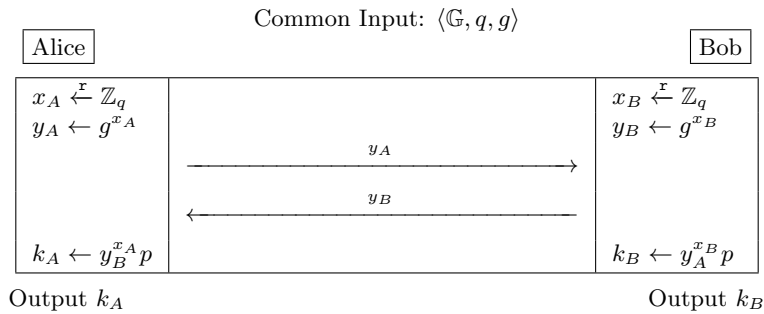 Common Input: ⟨𝔾, q, g⟩
Alice
Bob
x_A ←^r ℤ_q
x_B ←^r ℤ_q
y_A ← g^{x_A}
y_B ← g^{x_B}
y_A
y_B
k_A ← y_B^{x_A} p
k_B ← y_A^{x_B} p
Output k_A
Output k_B